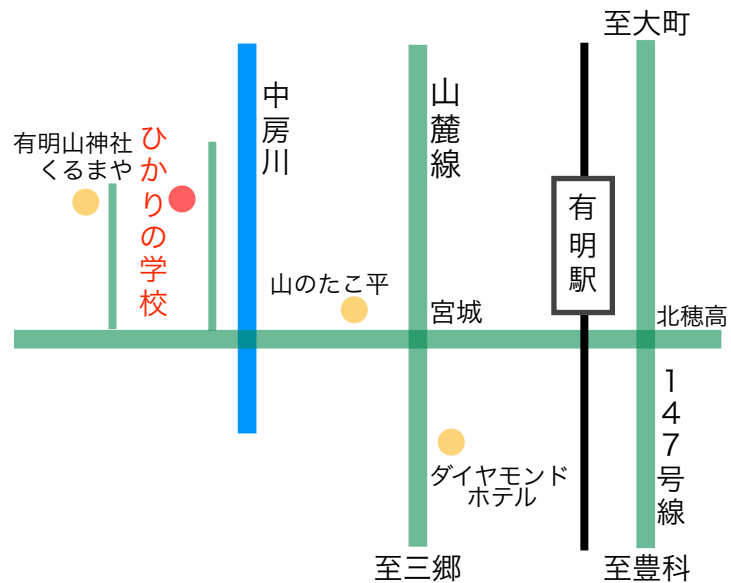 至大町
中房川
山麓線
有明山神社
くるまや
ひかりの学校
有明駅
山のたこ平
宮城
北穂高
147号線
ダイヤモンド
ホテル
至三郷
至豊科